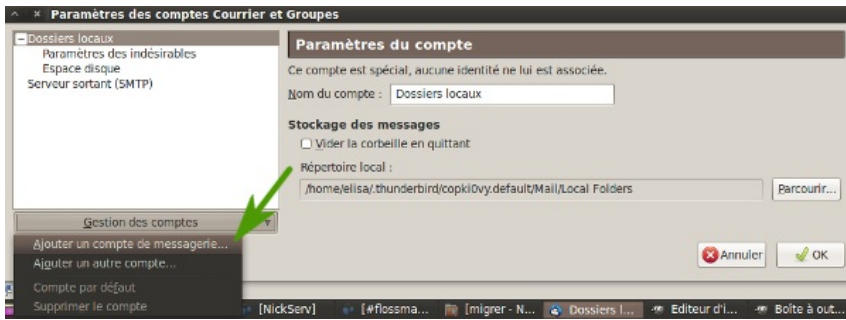 Paramètres des comptes Courrier et Groupes
Dossiers locaux
Paramètres des indésirables
Espace disque
Serveur sortant (SMTP)
Paramètres du compte
Ce compte est spécial, aucune identité ne lui est associée.
Nom du compte : Dossiers locaux
Stockage des messages
Vider la corbeille en quittant
Répertoire local :
/home/elisa/.thunderbird/copki0vy.default/Mail/Local Folders
Parcourir...
Gestion des comptes
Ajouter un compte de messagerie...
Ajouter un autre compte...
Compte par défaut
Supprimer le compte
Annuler
OK
[NickServ]
[#flossma...
[migrer - N...
Dossiers l...
Editeur d'i...
Boîte à out...